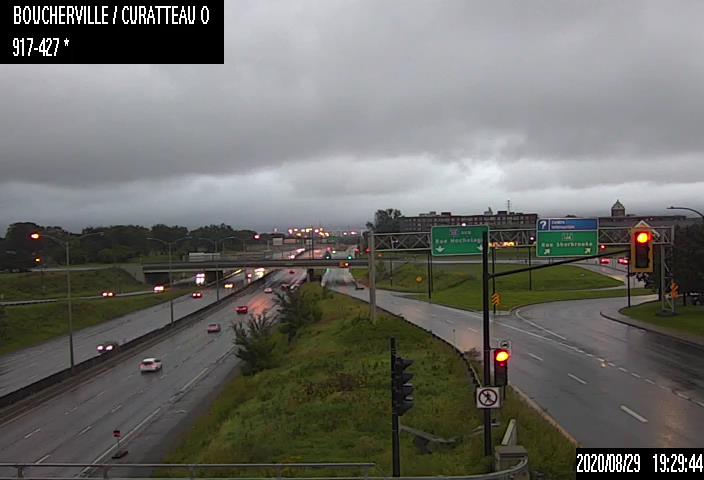 BOUCHERVILLE / CURATTEAU O
917-427 *
Rue Hochelaga
Rue Sherbrooke
?
2020/08/29 19:29:44